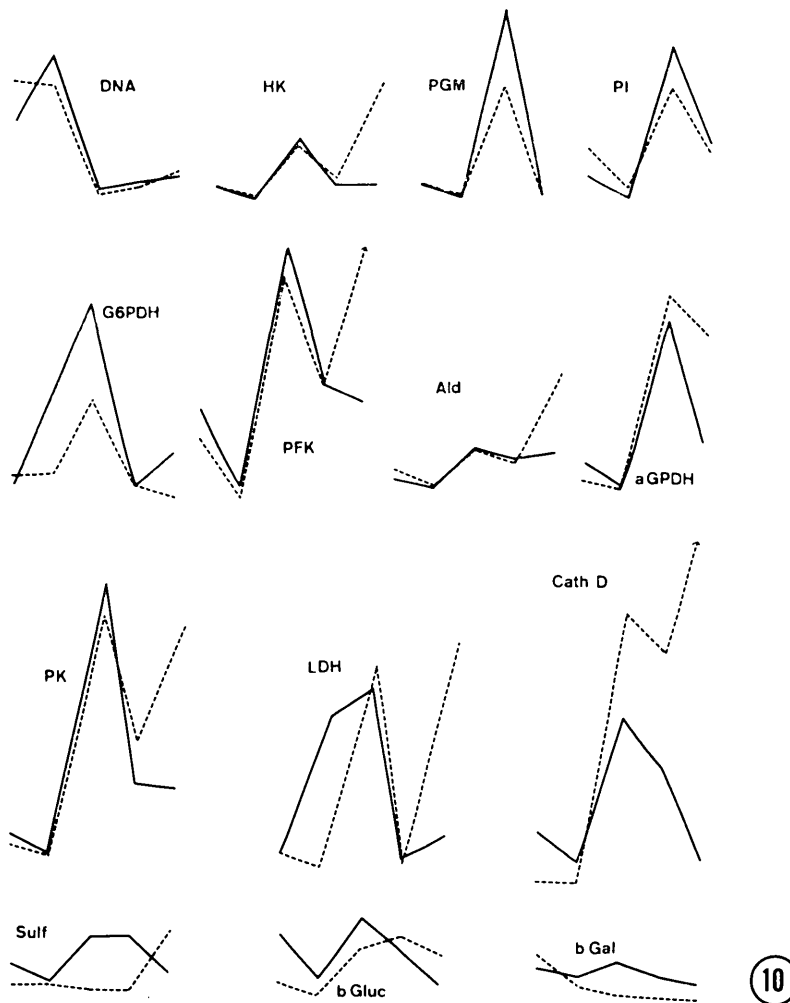 DNA
HK
PGM
PI
G6PDH
PFK
Ald
aGPDH
PK
LDH
Cath D
Sulf
b Gluc
b Gal
10